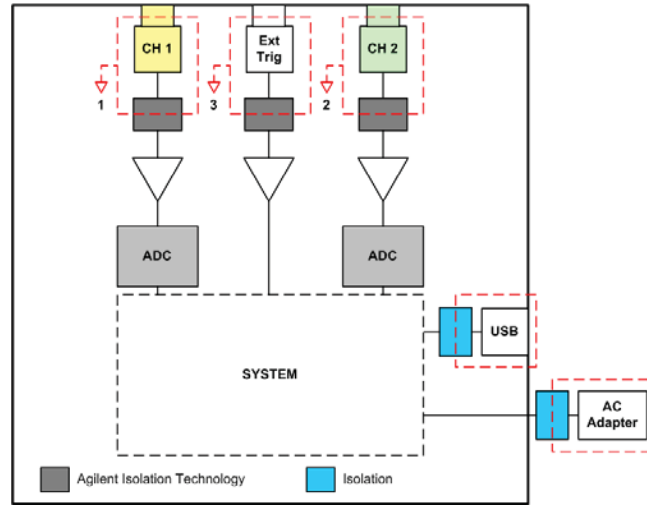 CH 1
Ext
Trig
CH 2
1
3
2
ADC
ADC
SYSTEM
USB
AC
Adapter
Agilent Isolation Technology
Isolation